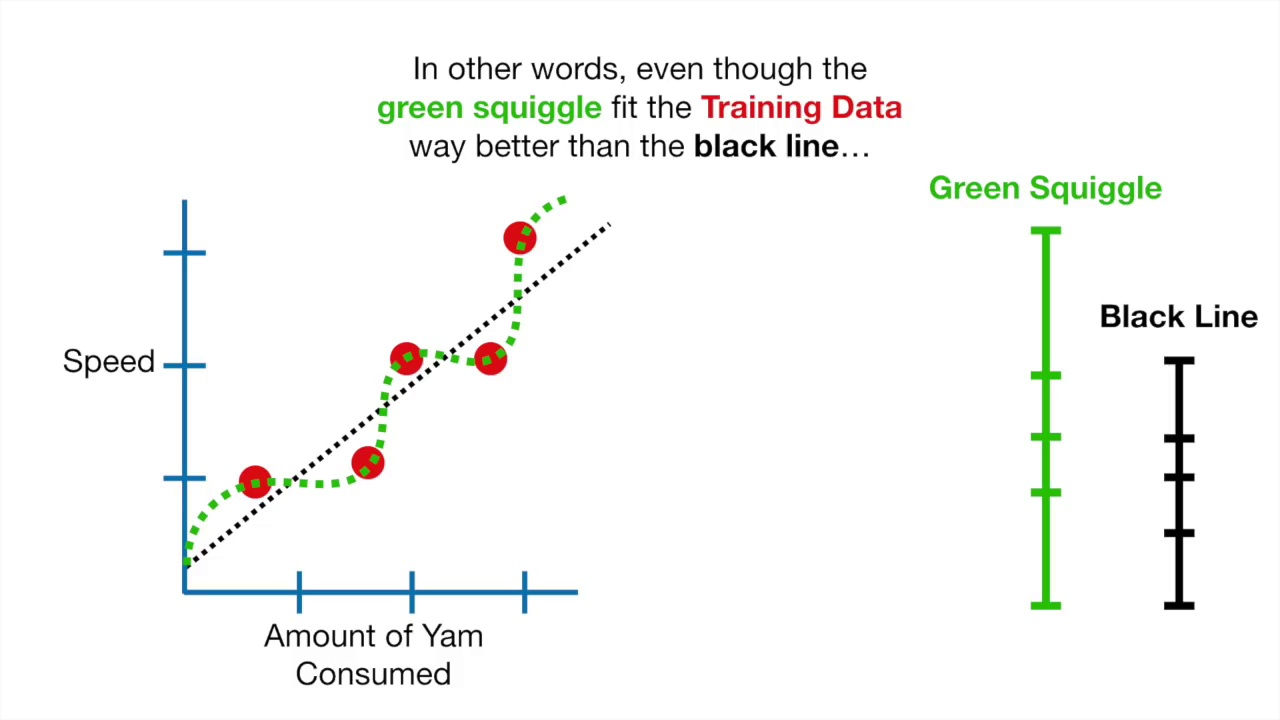 In other words, even though the
green squiggle fit the Training Data
way better than the black line…
Green Squiggle
Black Line
Speed
Amount of Yam
Consumed